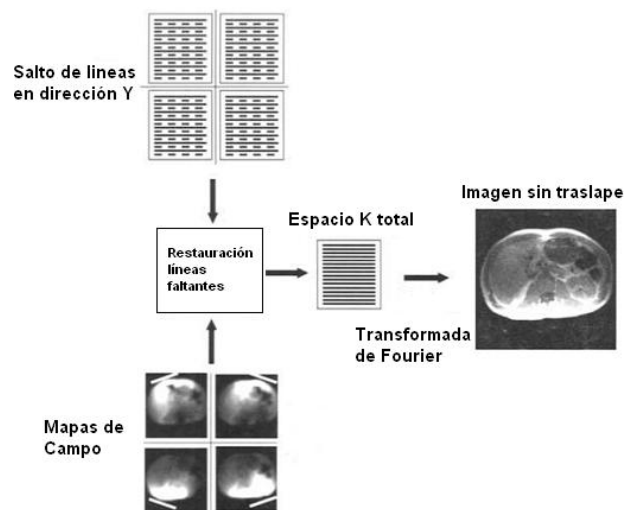 Salto de lineas
en dirección Y
Restauración
líneas
faltantes
Espacio K total
Imagen sin traslape
Transformada
de Fourier
Mapas de
Campo